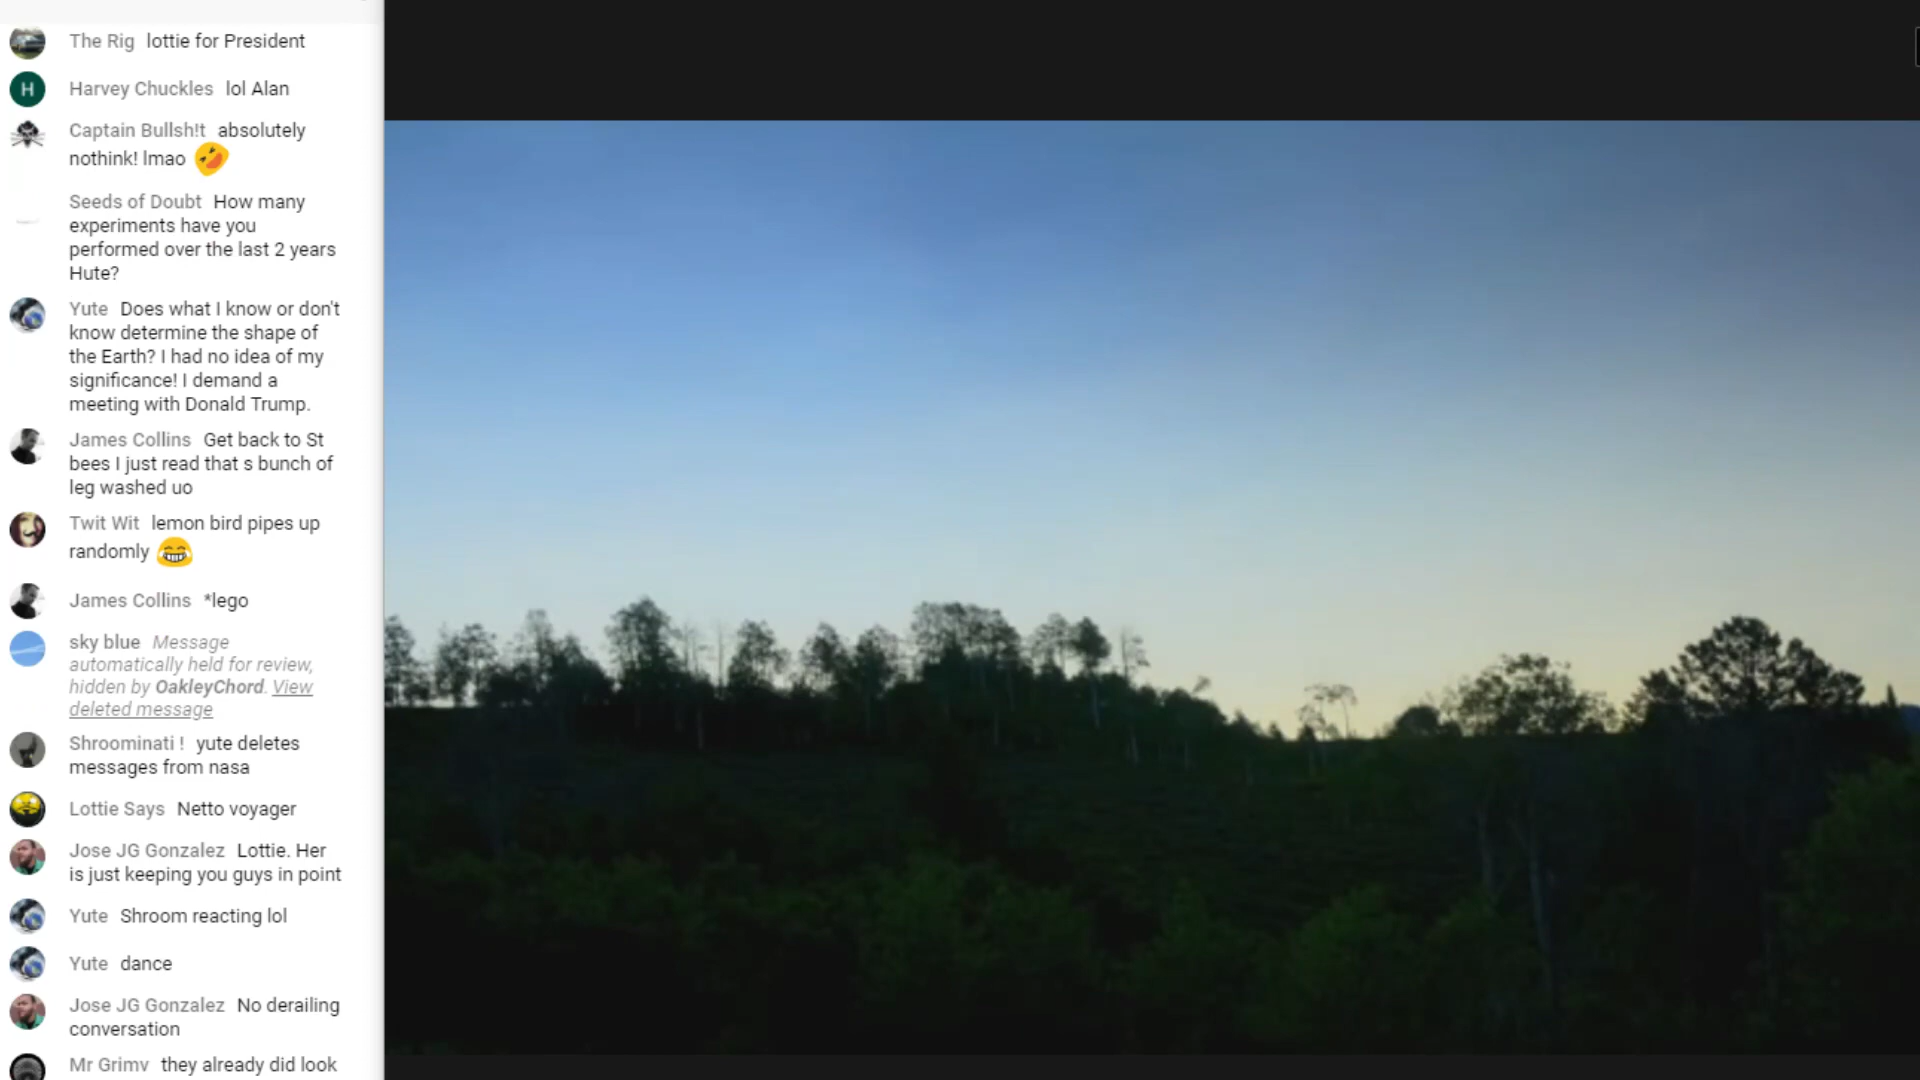 The Rig lottie for President
Harvey Chuckles lol Alan
Captain Bullsh!t absolutely
nothink! lmao
Seeds of Doubt How many
experiments have you
performed over the last 2 years
Hute?
Yute Does what I know or don't
know determine the shape of
the Earth? I had no idea of my
significance! I demand a
meeting with Donald Trump.
James Collins Get back to St
bees I just read that s bunch of
leg washed uo
Twit Wit lemon bird pipes up
randomly
James Collins *lego
sky blue Message
automatically held for review,
hidden by OakleyChord. View
deleted message
Shroominati ! yute deletes
messages from nasa
Lottie Says Netto voyager
Jose JG Gonzalez Lottie. Her
is just keeping you guys in point
Yute Shroom reacting lol
Yute dance
Jose JG Gonzalez No derailing
conversation
Mr Grimv they already did look